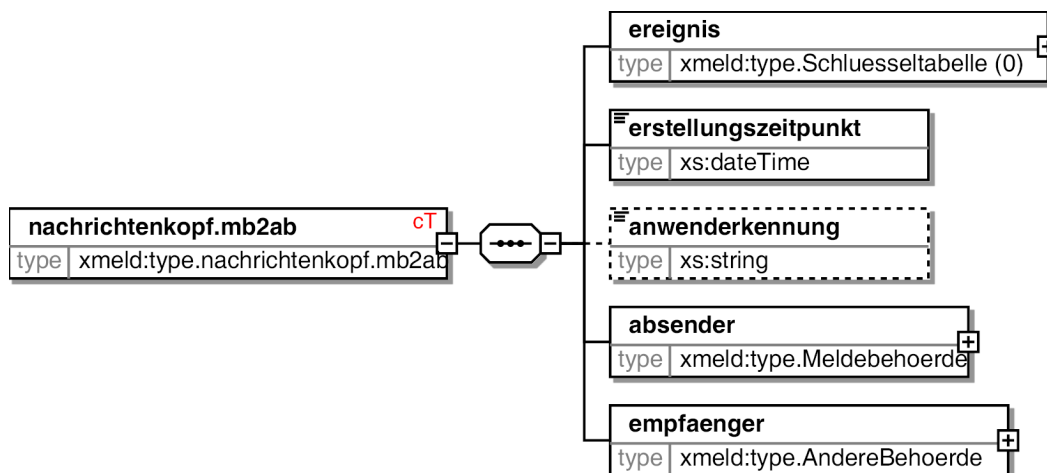 ereignis
type xmeld:type.Schluesseltabelle (0)
erstellungszeitpunkt
type xs:dateTime
nachrichtenkopf.mb2ab cT
type xmeld:type.nachrichtenkopf.mb2ab
anwenderkennung
type xs:string
absender
type xmeld:type.Meldebehoerde
empfaenger
type xmeld:type.AndereBehoerde